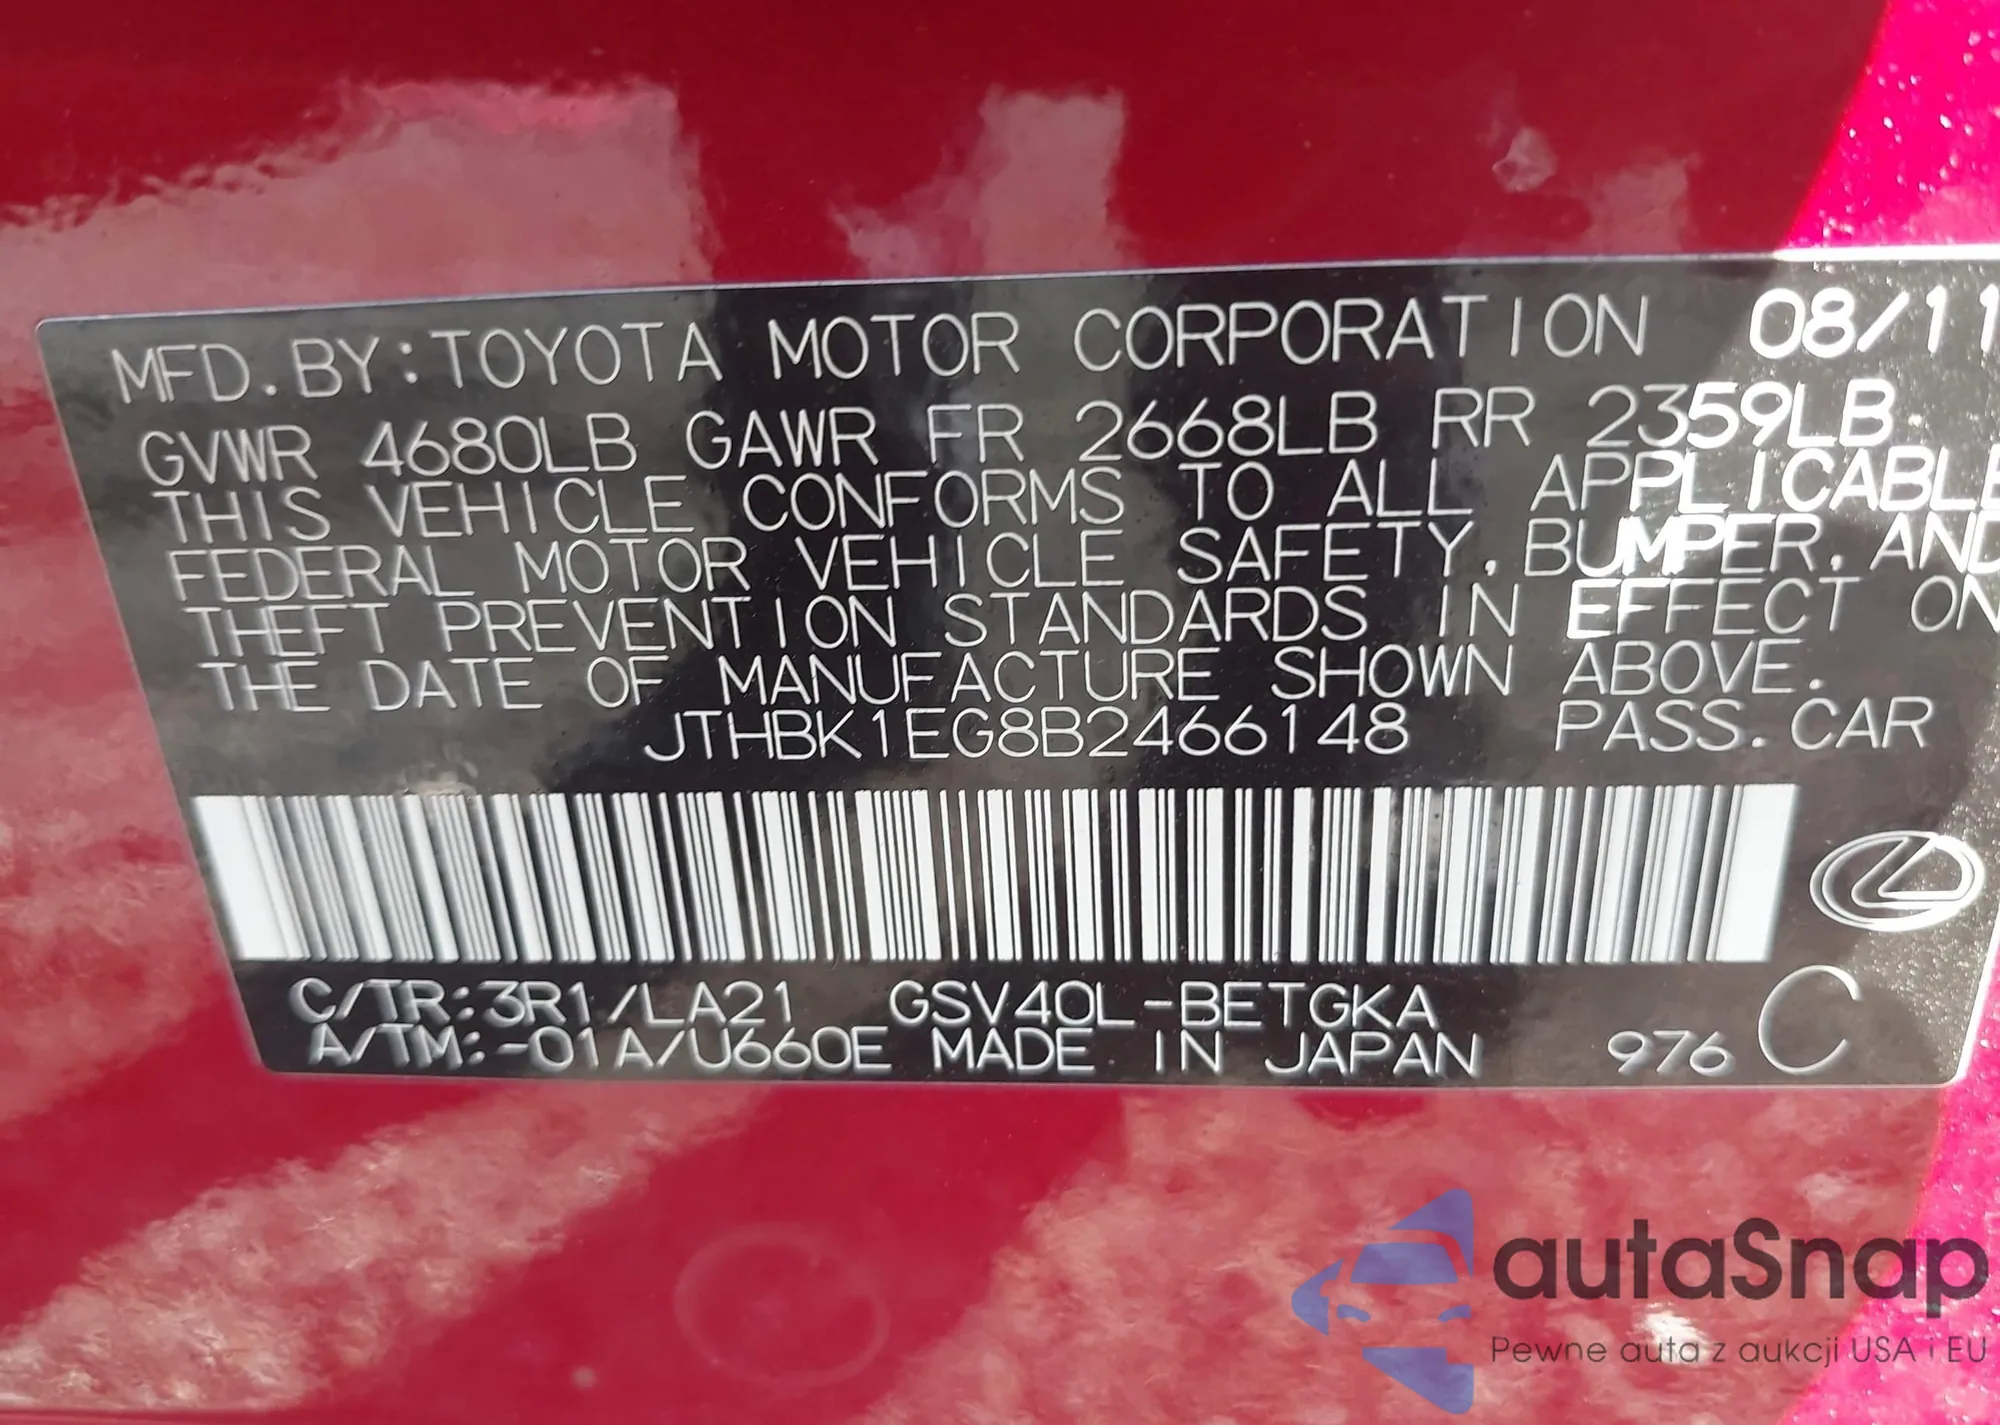 MFD.BY:TOYOTA MOTOR CORPORATION 08/11
GVWR 4680LB GAWR FR 2668LB RR 2359LB.
THIS VEHICLE CONFORMS TO ALL APPLICABLE
FEDERAL MOTOR VEHICLE SAFETY, BUMPER, AND
THEFT PREVENTION STANDARDS IN EFFECT ON
THE DATE OF MANUFACTURE SHOWN ABOVE.
JTHBK1EG8B2466148 PASS.CAR
C/TR:3R1/LA21 GSV40L-BETGKA
A/TM:-01A/U660E MADE IN JAPAN 976 C
autaSnap
Pewne auta z aukcji USA i EU